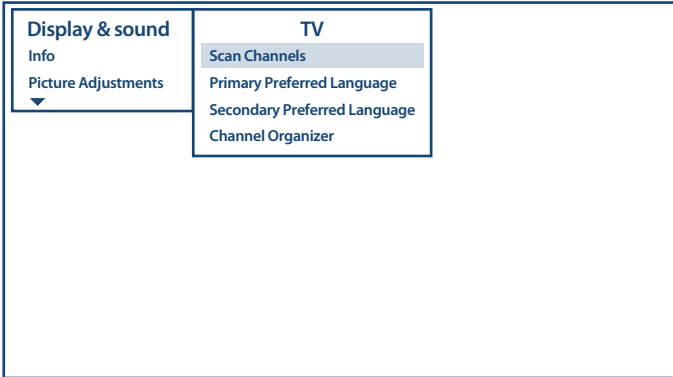 Display & sound
Info
Picture Adjustments
TV
Scan Channels
Primary Preferred Language
Secondary Preferred Language
Channel Organizer